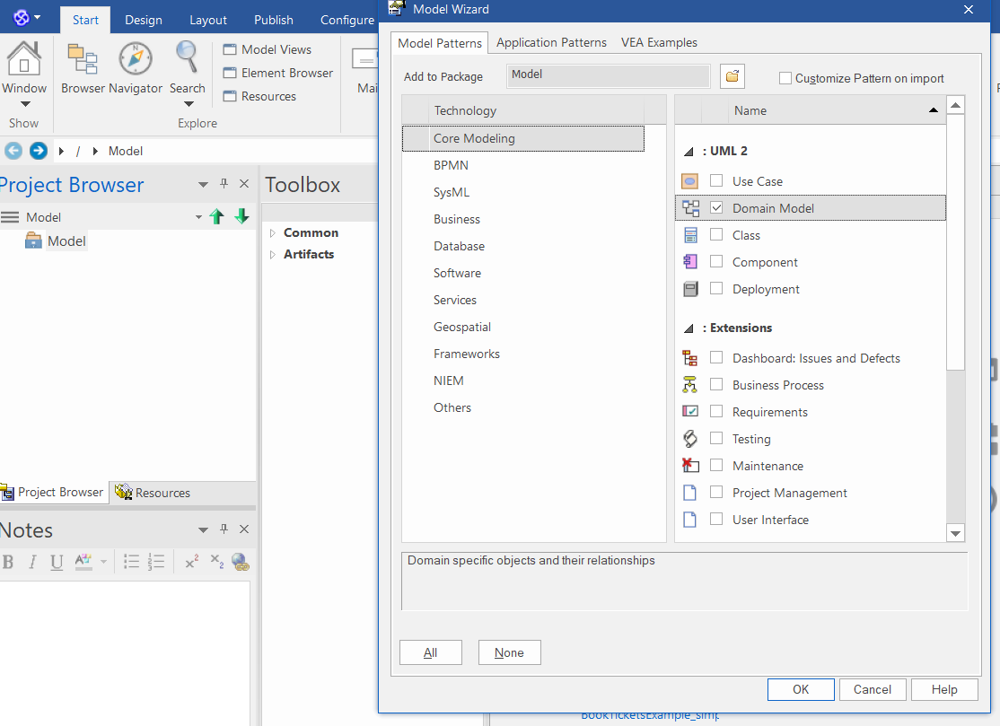 Start Design Layout Publish Configure
Window Browser Navigator Search
Model Views
Element Browser
Resources
Show Explore
/ Model
Project Browser
Model
Model
Toolbox
Common
Artifacts
Project Browser Resources
Notes
B I U
Model Wizard
Model Patterns Application Patterns VEA Examples
Add to Package Model Customize Pattern on import
Technology
Core Modeling
BPMN
SysML
Business
Database
Software
Services
Geospatial
Frameworks
NIEM
Others
Name
: UML 2
Use Case
Domain Model
Class
Component
Deployment
: Extensions
Dashboard: Issues and Defects
Business Process
Requirements
Testing
Maintenance
Project Management
User Interface
Domain specific objects and their relationships
All None
OK Cancel Help